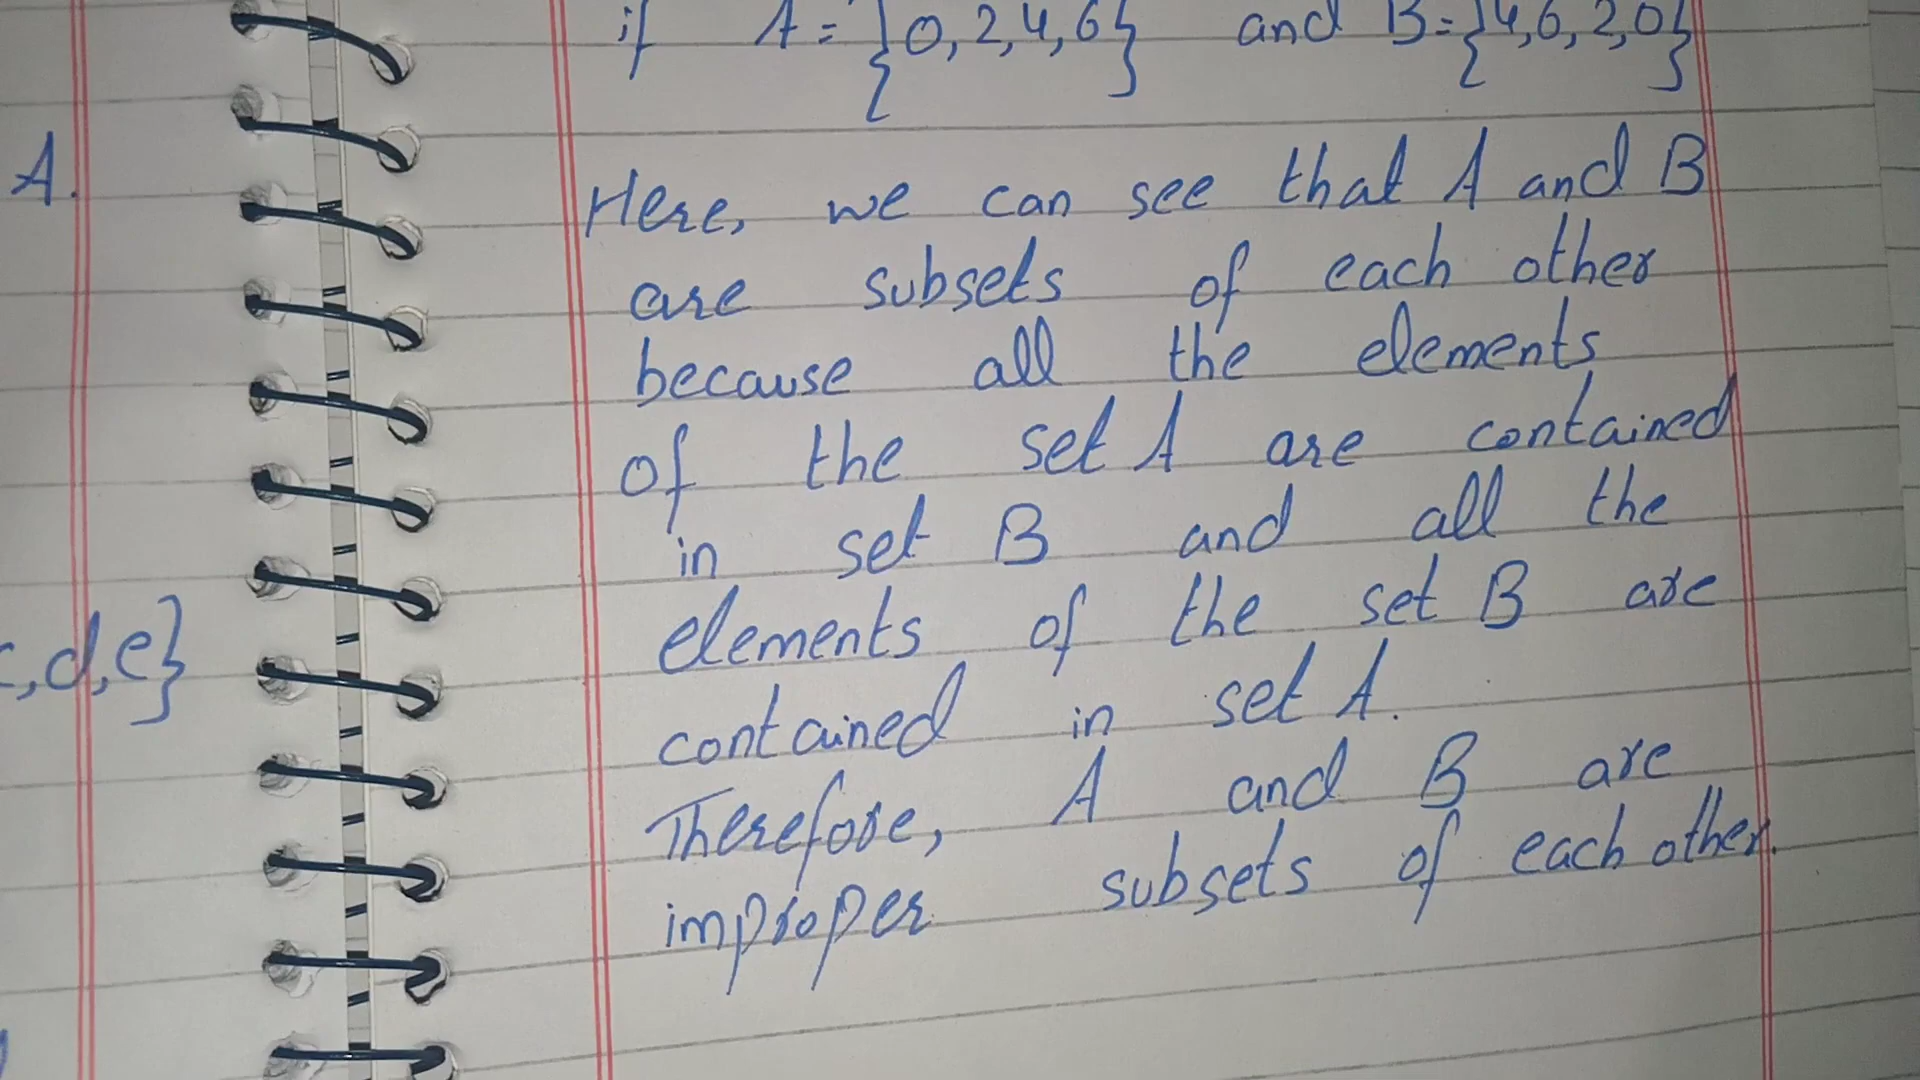 if A = {0, 2, 4, 6} and B = {4, 6, 2, 0}
A.
Here, we can see that A and B
are subsets of each other
because all the elements
of the set A are contained
in set B and all the
elements of the set B are
c, d, e}
contained in set A.
Therefore, A and B are
improper subsets of each other.